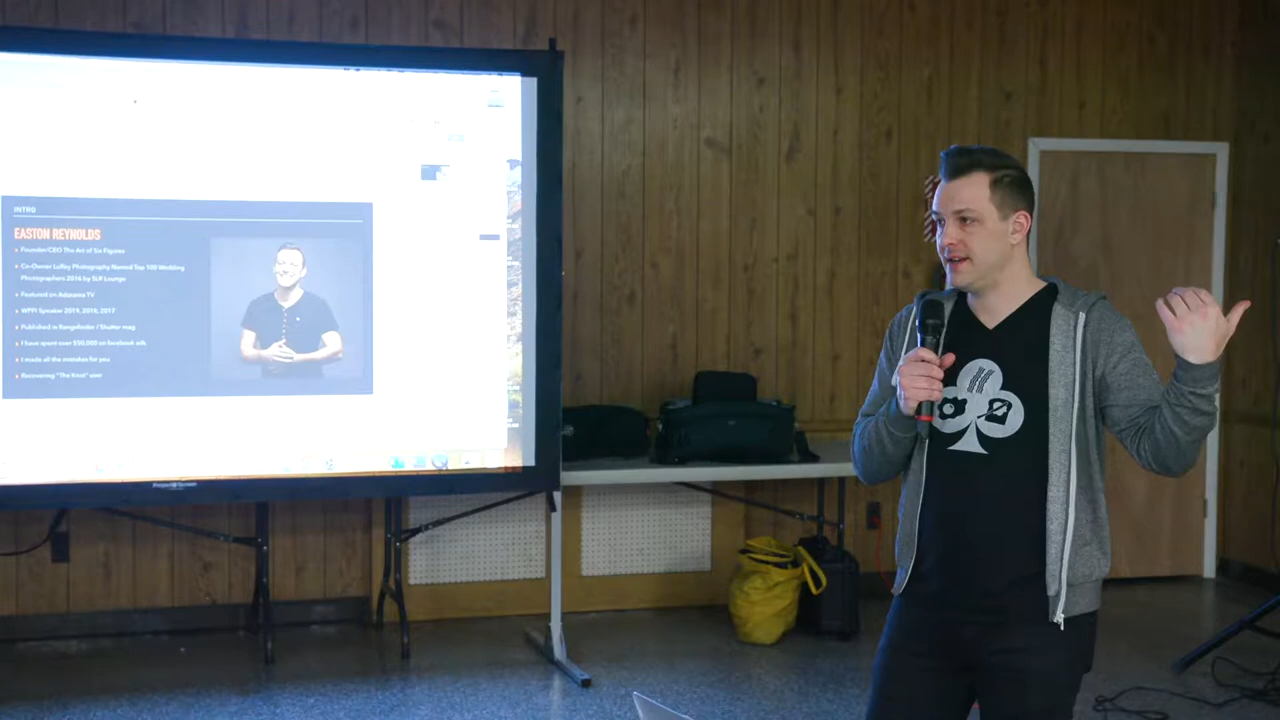 INTRO
EASTON REYNOLDS
Founder/CEO The Art of Six Figures
Co-Owner Lulley Photography Named Top 100 Wedding
Photographers 2016 by SLR Lounge
Featured on Adorama TV
WPPI Speaker 2019, 2018, 2017
Published in Rangefinder / Shutter mag
I have spent over $50,000 on facebook ads
I made all the mistakes for you
Recovering "The Knot" user